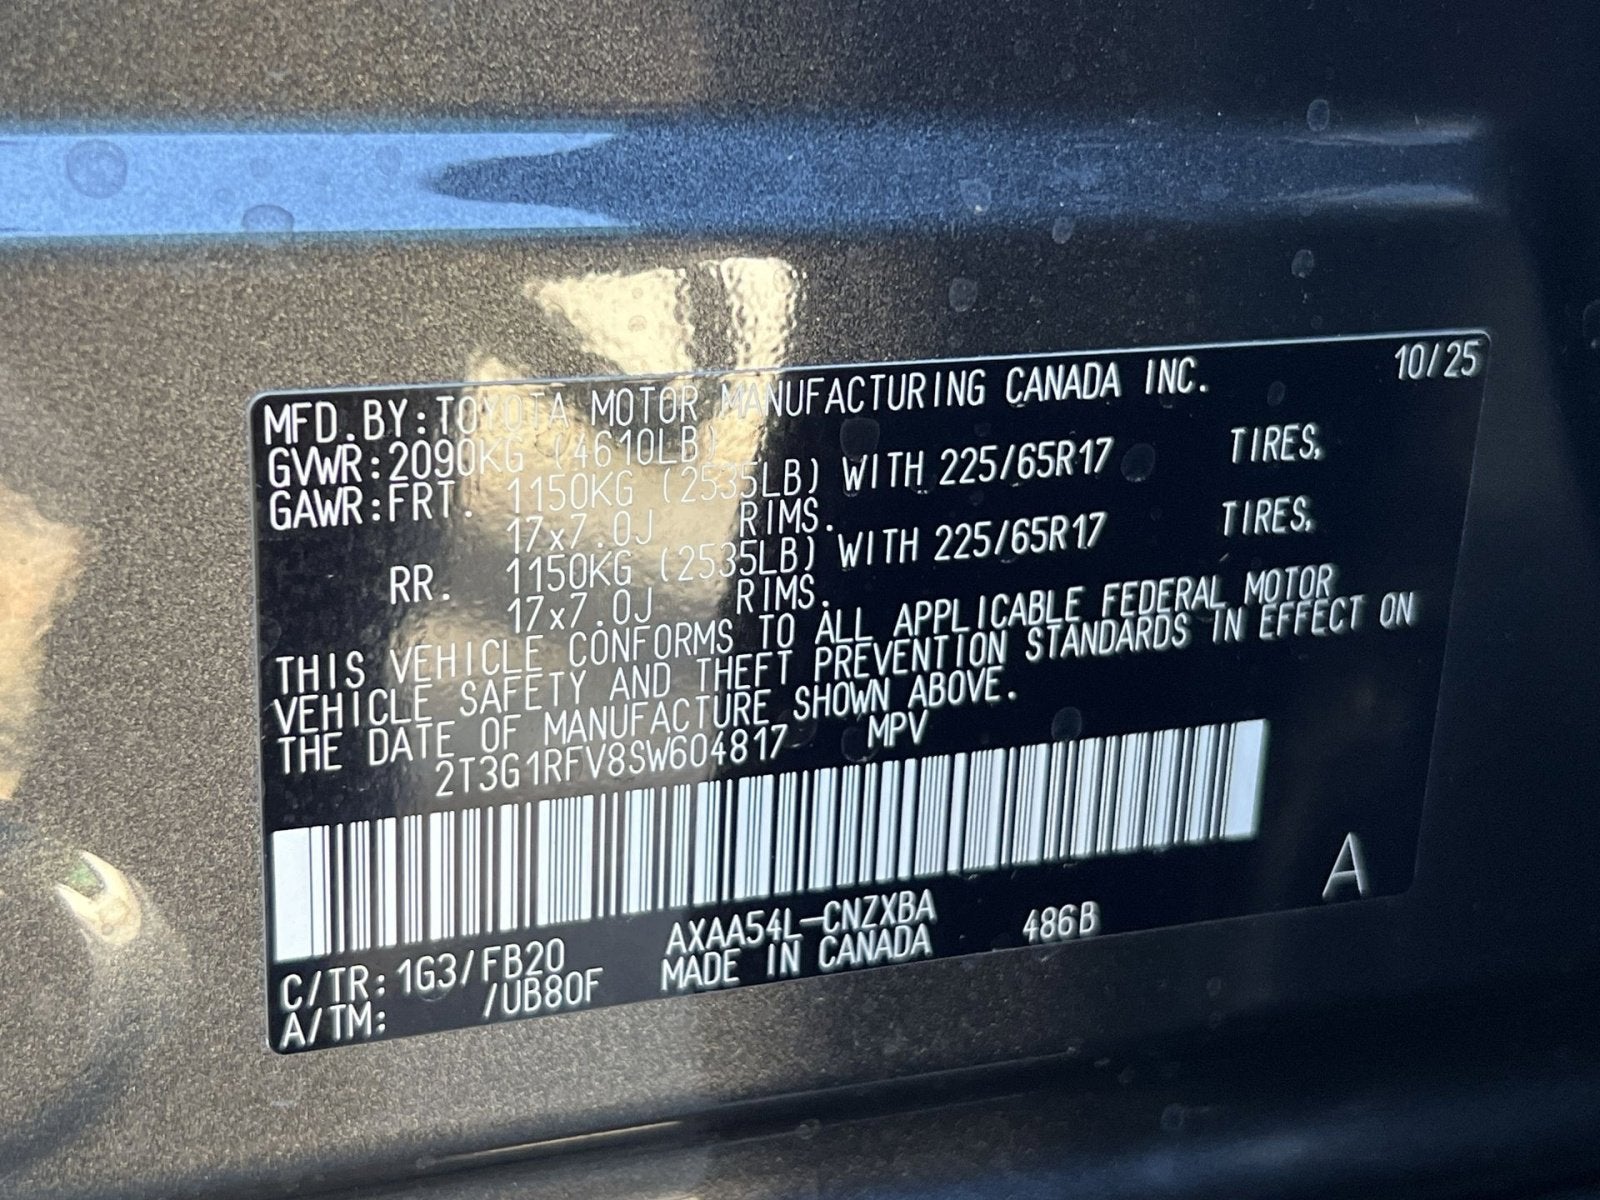 10/25
MFD.BY:TOYOTA MOTOR MANUFACTURING CANADA INC.
GVWR:2090KG (4610LB)
GAWR:FRT. 1150KG (2535LB) WITH 225/65R17 TIRES,
17x7.0J RIMS.
RR. 1150KG (2535LB) WITH 225/65R17 TIRES,
17x7.0J RIMS.
THIS VEHICLE CONFORMS TO ALL APPLICABLE FEDERAL MOTOR
VEHICLE SAFETY AND THEFT PREVENTION STANDARDS IN EFFECT ON
THE DATE OF MANUFACTURE SHOWN ABOVE.
2T3G1RFV8SW604817 MPV
A
C/TR:1G3/FB20 AXAA54L-CNZXBA 486B
A/TM: /UB80F MADE IN CANADA